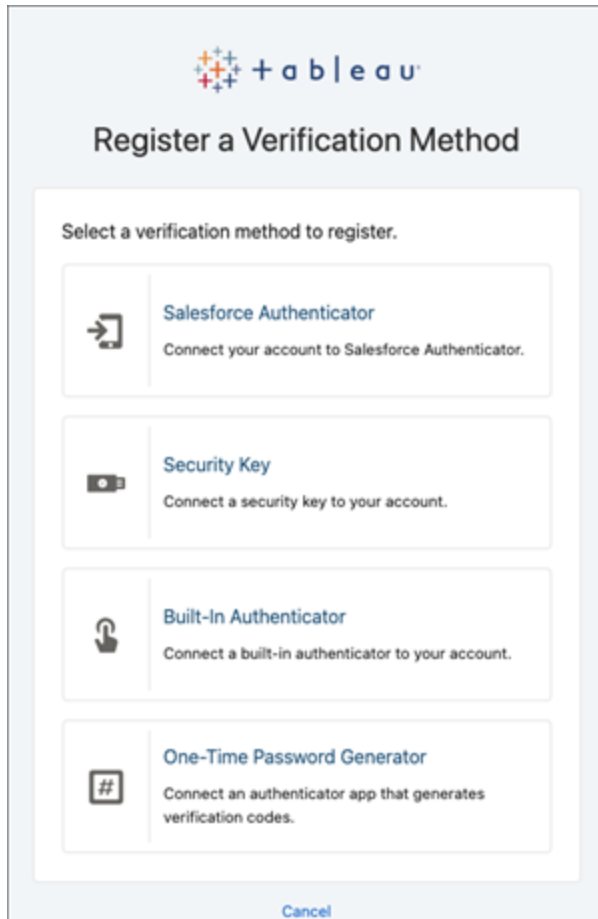 +ableau
Register a Verification Method
Select a verification method to register.
Salesforce Authenticator
Connect your account to Salesforce Authenticator.
Security Key
Connect a security key to your account.
Built-In Authenticator
Connect a built-in authenticator to your account.
#
One-Time Password Generator
Connect an authenticator app that generates
verification codes.
Cancel